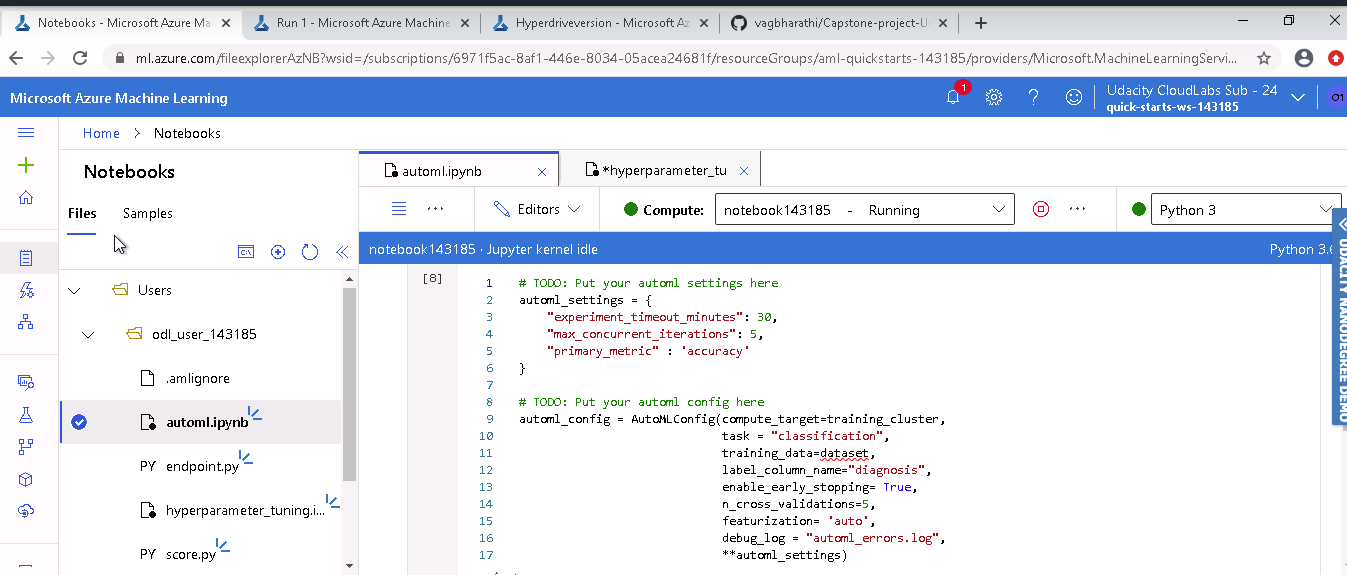 Notebooks - Microsoft Azure Ma
Run 1 - Microsoft Azure Machine
Hyperdriveversion - Microsoft Az
vagbharathi/Capstone-project-U
ml.azure.com/fileexplorerAzNB?wsid=/subscriptions/6971f5ac-8af1-446e-8034-05acea24681f/resourceGroups/aml-quickstarts-143185/providers/Microsoft.MachineLearningServi...
Microsoft Azure Machine Learning
1
Udacity CloudLabs Sub - 24
quick-starts-ws-143185
O1
Home > Notebooks
Notebooks
Files Samples
Users
odl_user_143185
.amlignore
automl.ipynb
PY endpoint.py
hyperparameter_tuning.i...
PY score.py
automl.ipynb
*hyperparameter_tu
Editors
Compute: notebook143185 - Running
Python 3
notebook143185 · Jupyter kernel idle
Python 3.6
UDACITY NANODEGREE DEMO
[8]
1 # TODO: Put your automl settings here
2 automl_settings = {
3 "experiment_timeout_minutes": 30,
4 "max_concurrent_iterations": 5,
5 "primary_metric" : 'accuracy'
6 }
7
8 # TODO: Put your automl config here
9 automl_config = AutoMLConfig(compute_target=training_cluster,
10 task = "classification",
11 training_data=dataset,
12 label_column_name="diagnosis",
13 enable_early_stopping= True,
14 n_cross_validations=5,
15 featurization= 'auto',
16 debug_log = "automl_errors.log",
17 **automl_settings)